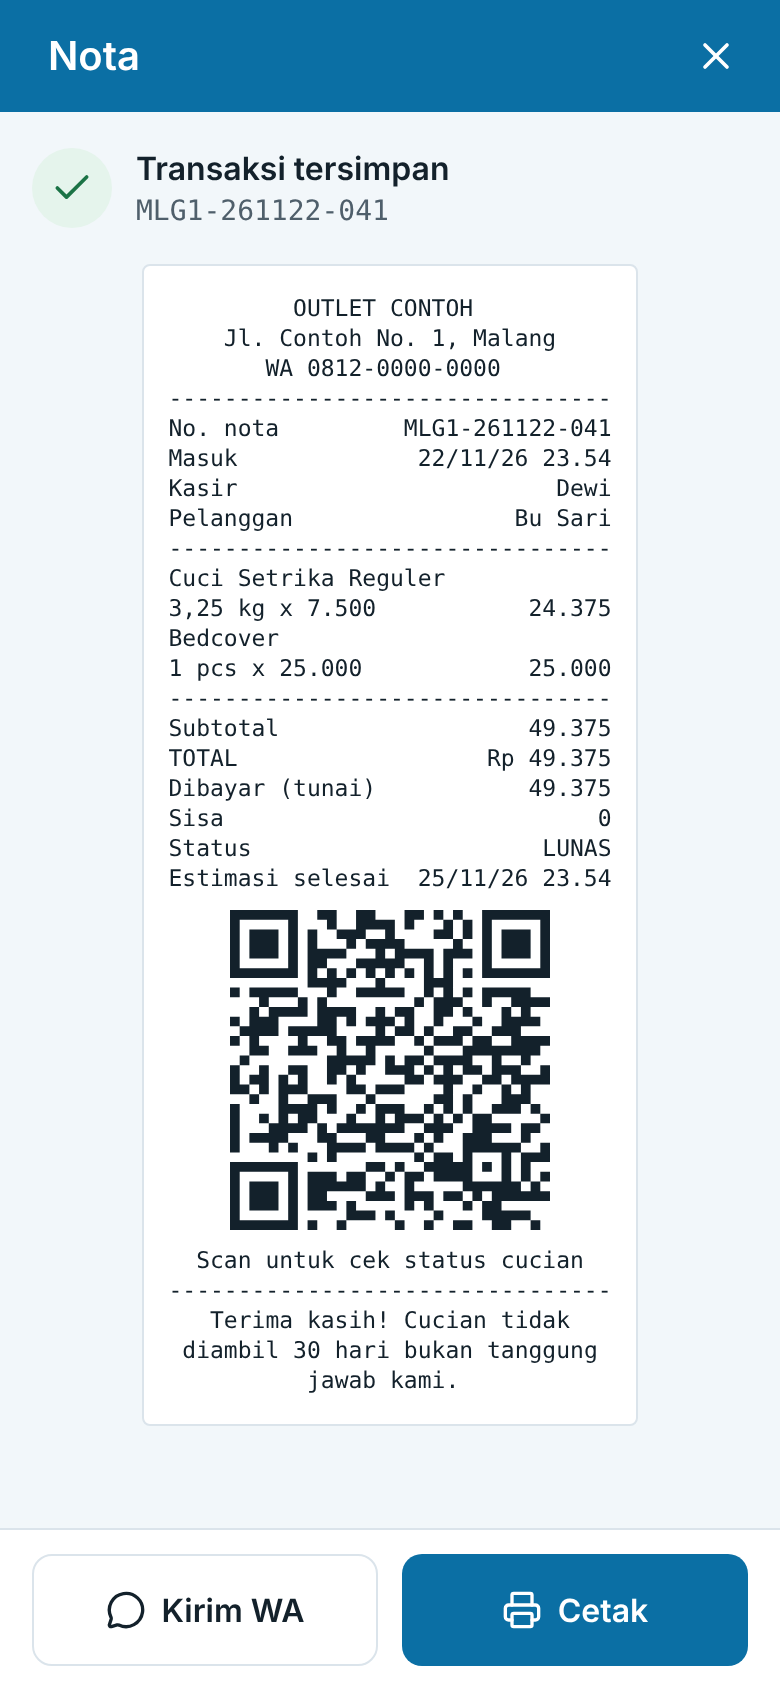 Nota
Transaksi tersimpan
MLG1-261122-041
OUTLET CONTOH
Jl. Contoh No. 1, Malang
WA 0812-0000-0000
--------------------------------
No. nota MLG1-261122-041
Masuk 22/11/26 23.54
Kasir Dewi
Pelanggan Bu Sari
--------------------------------
Cuci Setrika Reguler
3,25 kg x 7.500 24.375
Bedcover
1 pcs x 25.000 25.000
--------------------------------
Subtotal 49.375
TOTAL Rp 49.375
Dibayar (tunai) 49.375
Sisa 0
Status LUNAS
Estimasi selesai 25/11/26 23.54
Scan untuk cek status cucian
--------------------------------
Terima kasih! Cucian tidak
diambil 30 hari bukan tanggung
jawab kami.
Kirim WA
Cetak